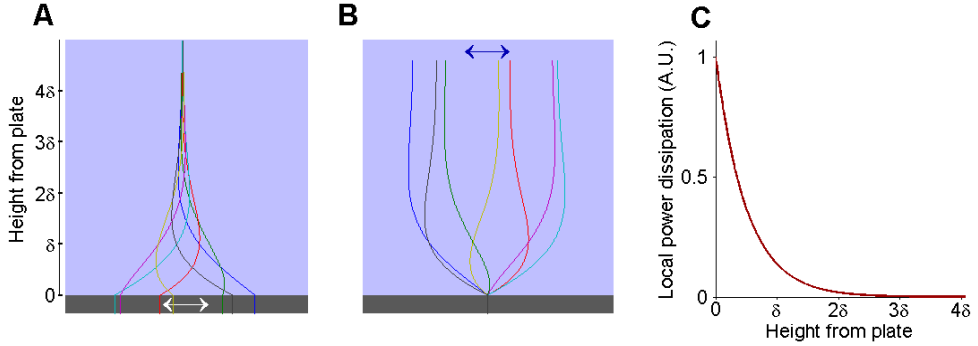 A
B
C
Height from plate
4δ
3δ
2δ
δ
0
Local power dissipation (A.U.)
1
0.5
0
0 δ 2δ 3δ 4δ
Height from plate